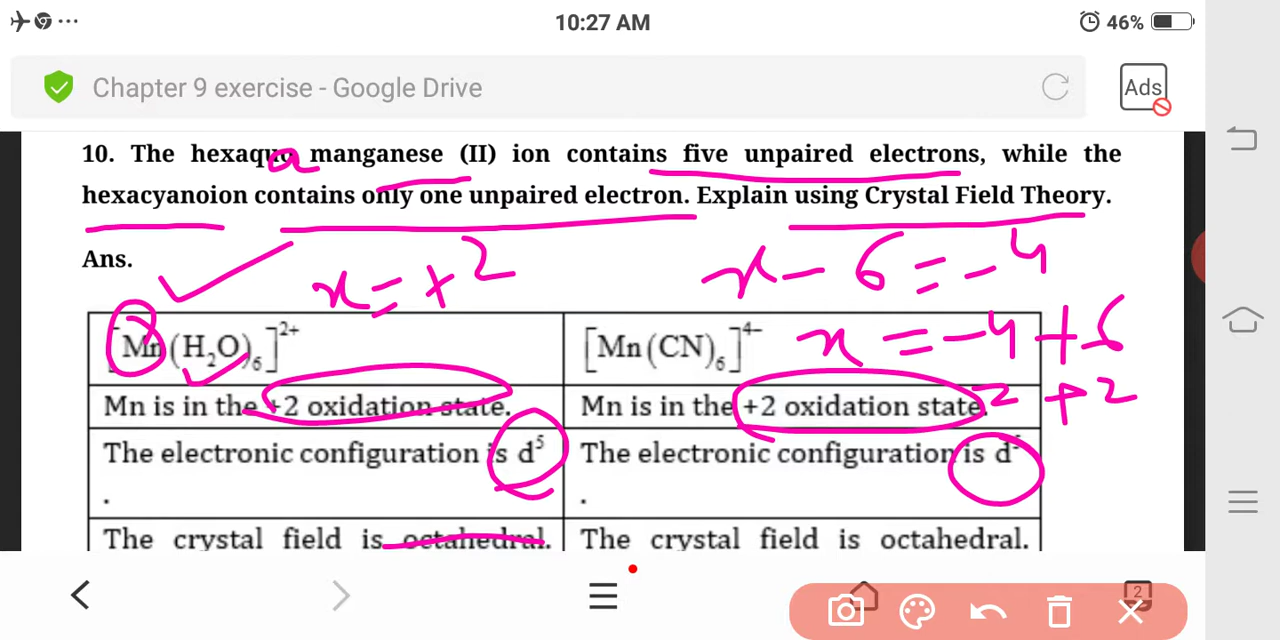 10:27 AM
46%
Chapter 9 exercise - Google Drive
Ads
10. The hexaquo manganese (II) ion contains five unpaired electrons, while the
a
hexacyanoion contains only one unpaired electron. Explain using Crystal Field Theory.
Ans.
x = +2
x - 6 = -4
[Mn(H₂O)₆]²⁺
[Mn(CN)₆]⁴⁻
x = -4 + 6
Mn is in the +2 oxidation state.
Mn is in the +2 oxidation state.
= +2
The electronic configuration is d⁵
.
The electronic configuration is d
.
The crystal field is octahedral.
The crystal field is octahedral.
2